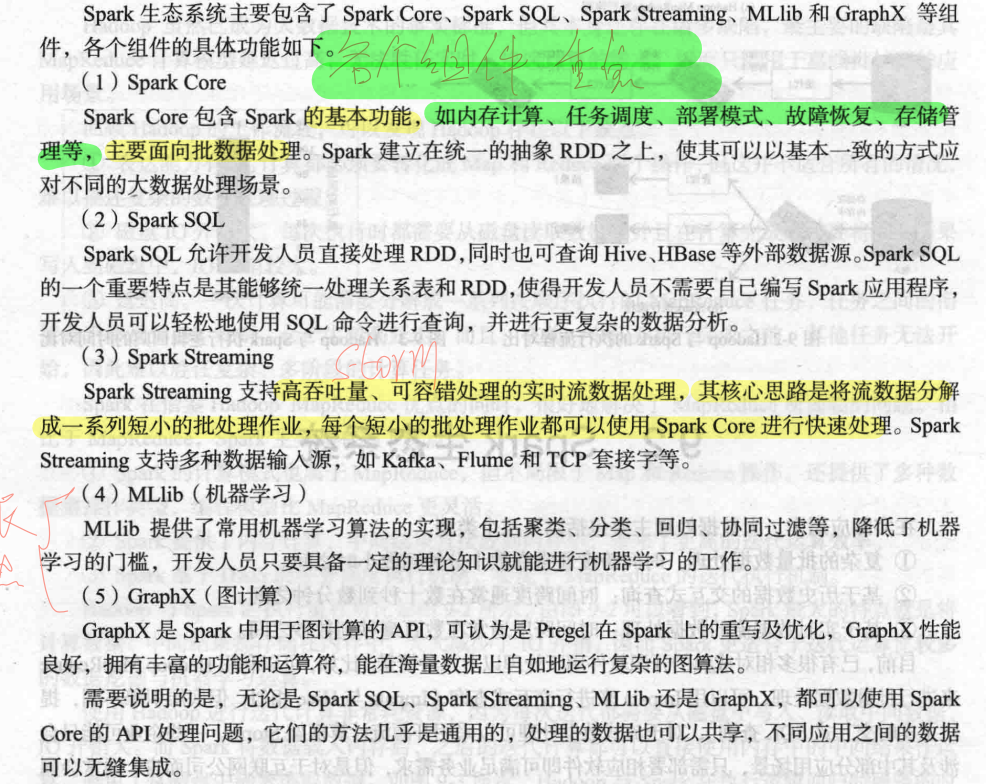 Spark 生态系统主要包含了 Spark Core、Spark SQL、Spark Streaming、MLlib 和 GraphX 等组
件，各个组件的具体功能如下。
各个组件
（1）Spark Core
Spark Core 包含 Spark 的基本功能，如内存计算、任务调度、部署模式、故障恢复、存储管
理等，主要面向批数据处理。Spark 建立在统一的抽象 RDD 之上，使其可以以基本一致的方式应
对不同的大数据处理场景。
（2）Spark SQL
Spark SQL 允许开发人员直接处理 RDD，同时也可查询 Hive、HBase 等外部数据源。Spark SQL
的一个重要特点是其能够统一处理关系表和 RDD，使得开发人员不需要自己编写 Spark 应用程序，
开发人员可以轻松地使用 SQL 命令进行查询，并进行更复杂的数据分析。
（3）Spark Streaming
Storm
Spark Streaming 支持高吞吐量、可容错处理的实时流数据处理，其核心思路是将流数据分解
成一系列短小的批处理作业，每个短小的批处理作业都可以使用 Spark Core 进行快速处理。Spark
Streaming 支持多种数据输入源，如 Kafka、Flume 和 TCP 套接字等。
（4）MLlib（机器学习）
MLlib 提供了常用机器学习算法的实现，包括聚类、分类、回归、协同过滤等，降低了机器
学习的门槛，开发人员只要具备一定的理论知识就能进行机器学习的工作。
（5）GraphX（图计算）
GraphX 是 Spark 中用于图计算的 API，可认为是 Pregel 在 Spark 上的重写及优化，GraphX 性能
良好，拥有丰富的功能和运算符，能在海量数据上自如地运行复杂的图算法。
需要说明的是，无论是 Spark SQL、Spark Streaming、MLlib 还是 GraphX，都可以使用 Spark
Core 的 API 处理问题，它们的方法几乎是通用的，处理的数据也可以共享，不同应用之间的数据
可以无缝集成。